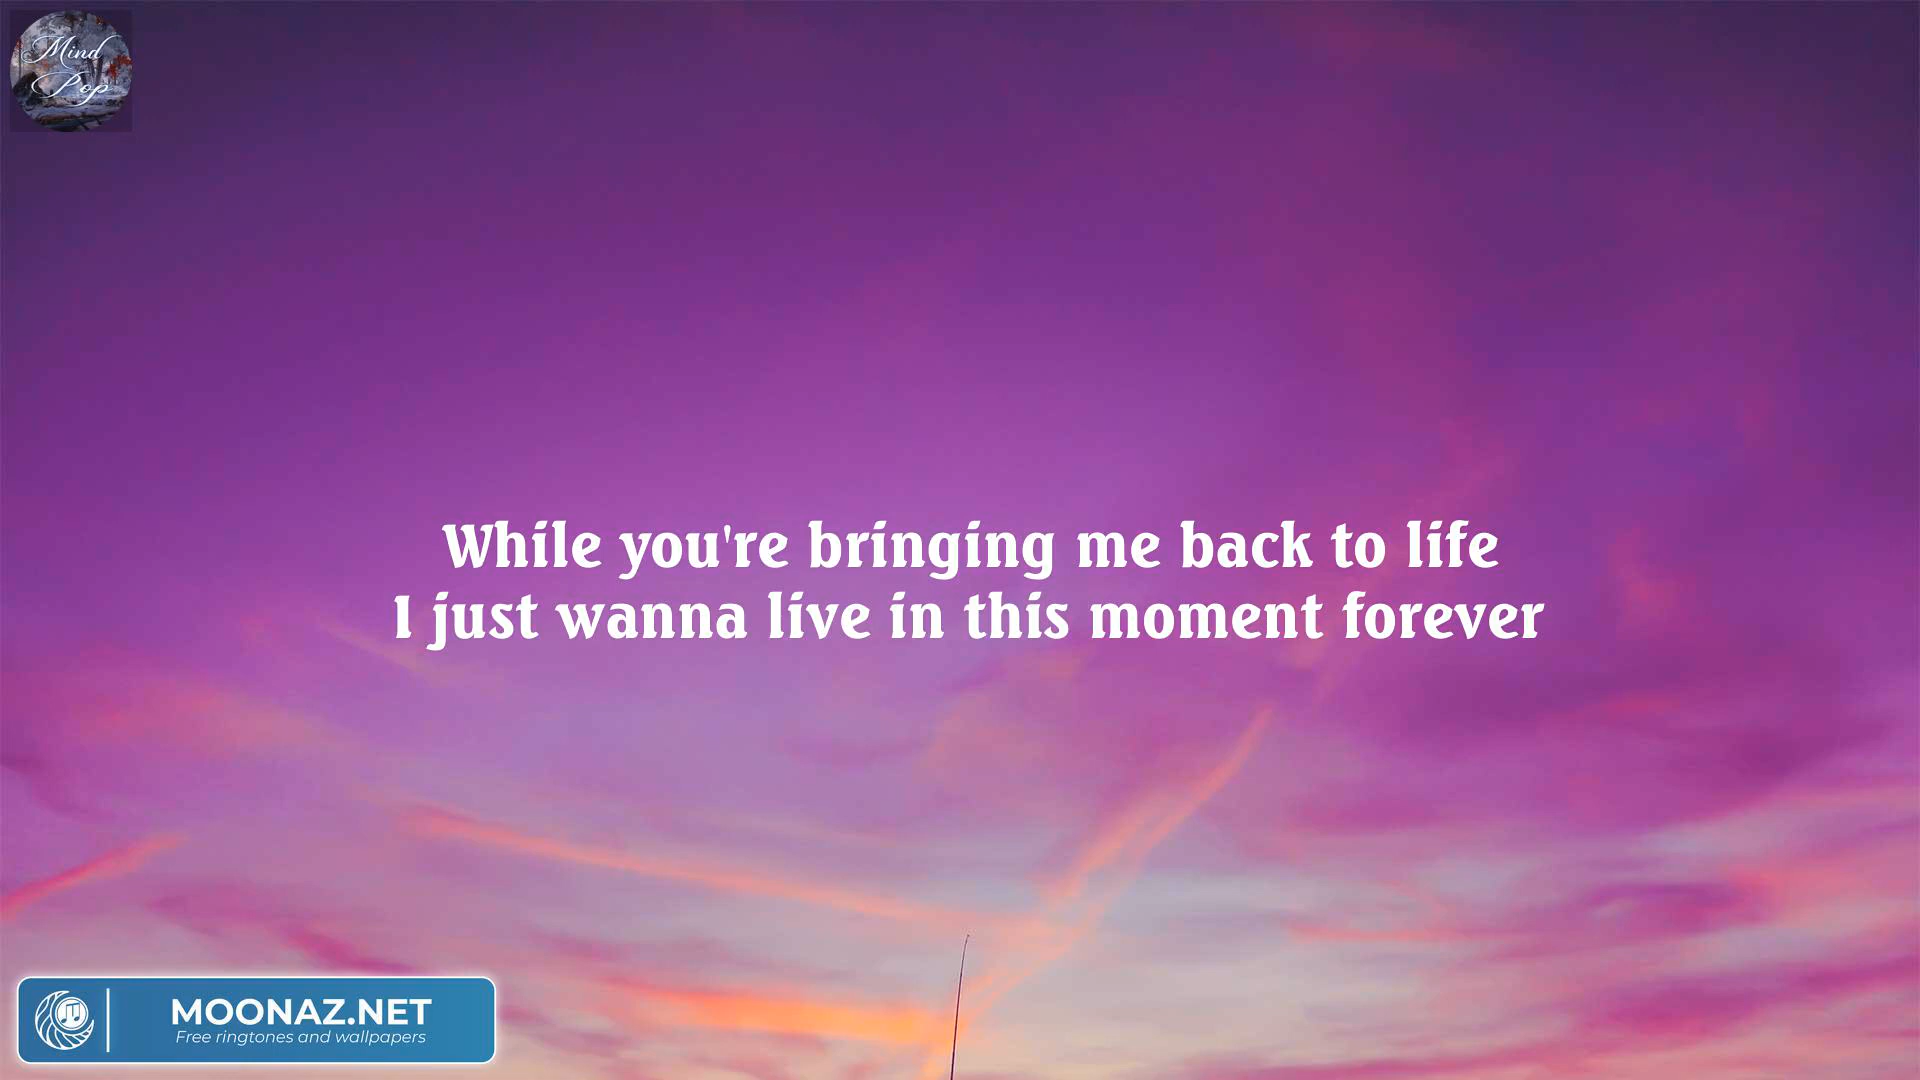 Mind
Pop
While you're bringing me back to life
I just wanna live in this moment forever
MOONAZ.NET
Free ringtones and wallpapers